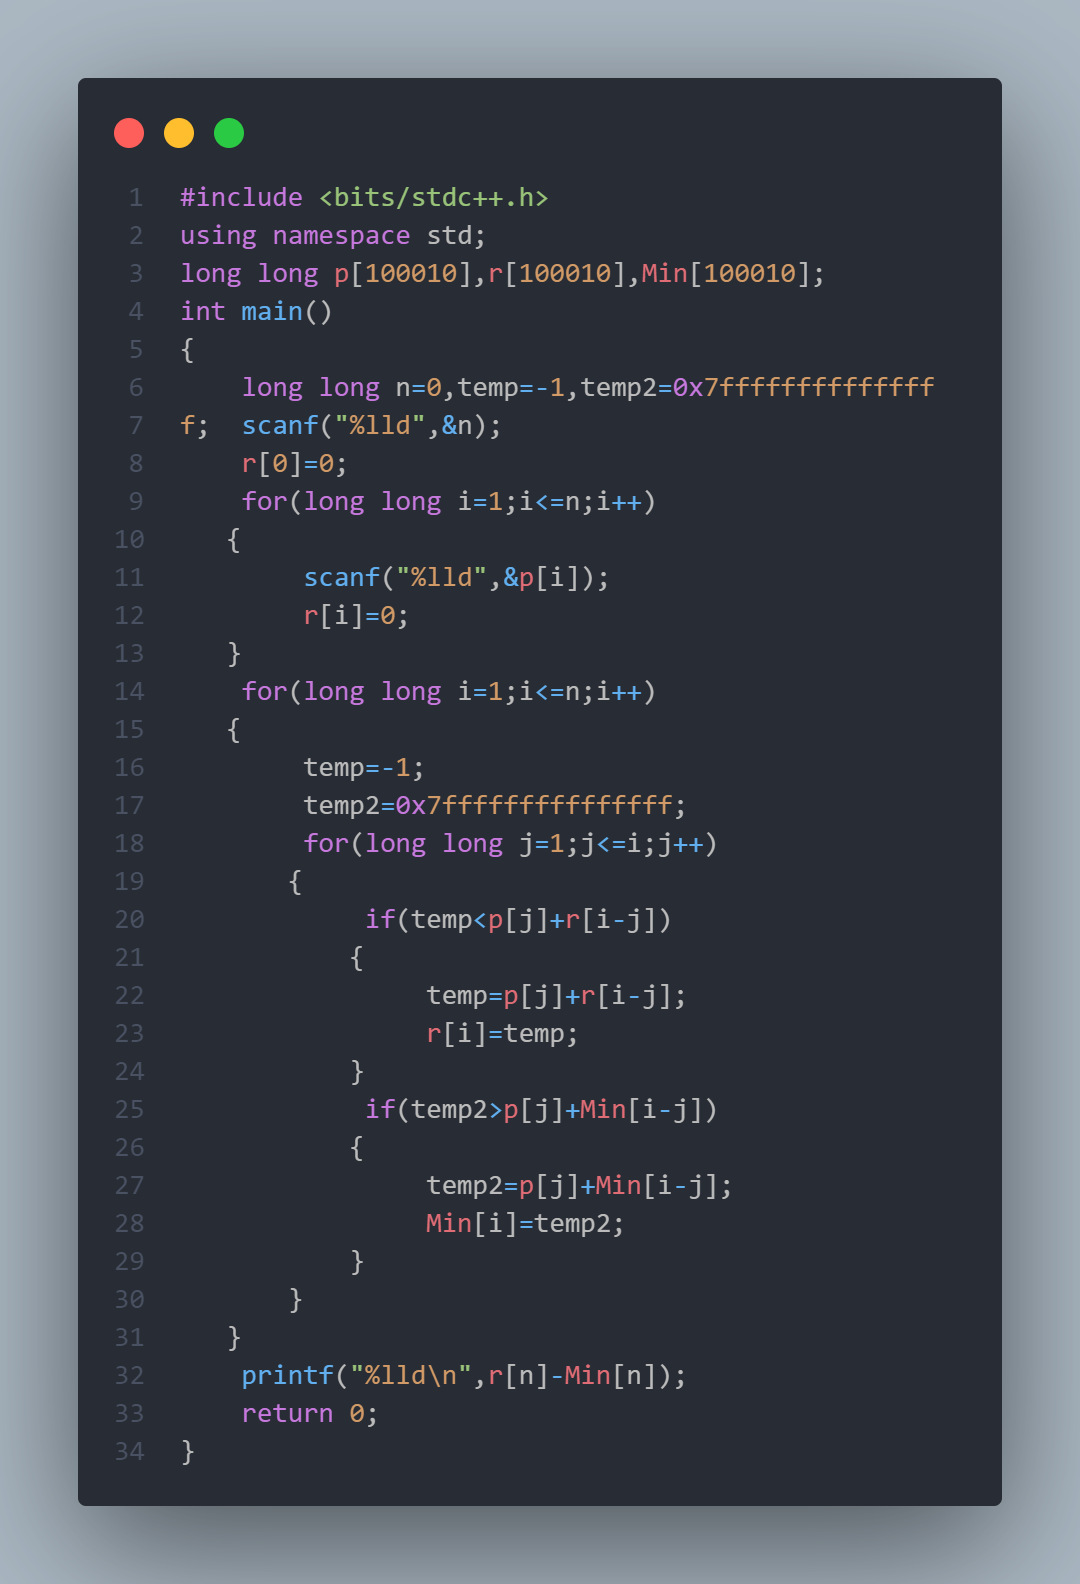 1 #include <bits/stdc++.h>
2 using namespace std;
3 long long p[100010],r[100010],Min[100010];
4 int main()
5 {
6     long long n=0,temp=-1,temp2=0x7ffffffffffffff
7 f;  scanf("%lld",&n);
8     r[0]=0;
9     for(long long i=1;i<=n;i++)
10    {
11         scanf("%lld",&p[i]);
12         r[i]=0;
13    }
14     for(long long i=1;i<=n;i++)
15    {
16         temp=-1;
17         temp2=0x7fffffffffffffff;
18         for(long long j=1;j<=i;j++)
19        {
20             if(temp<p[j]+r[i-j])
21            {
22                 temp=p[j]+r[i-j];
23                 r[i]=temp;
24            }
25             if(temp2>p[j]+Min[i-j])
26            {
27                 temp2=p[j]+Min[i-j];
28                 Min[i]=temp2;
29            }
30        }
31    }
32     printf("%lld\n",r[n]-Min[n]);
33     return 0;
34 }